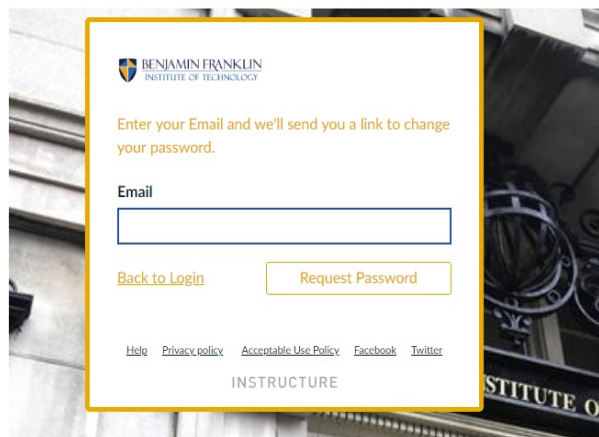 BENJAMIN FRANKLIN
INSTITUTE OF TECHNOLOGY
Enter your Email and we'll send you a link to change
your password.
Email
Back to Login
Request Password
Help Privacy policy Acceptable Use Policy Facebook Twitter
INSTRUCTURE
STITUTE O